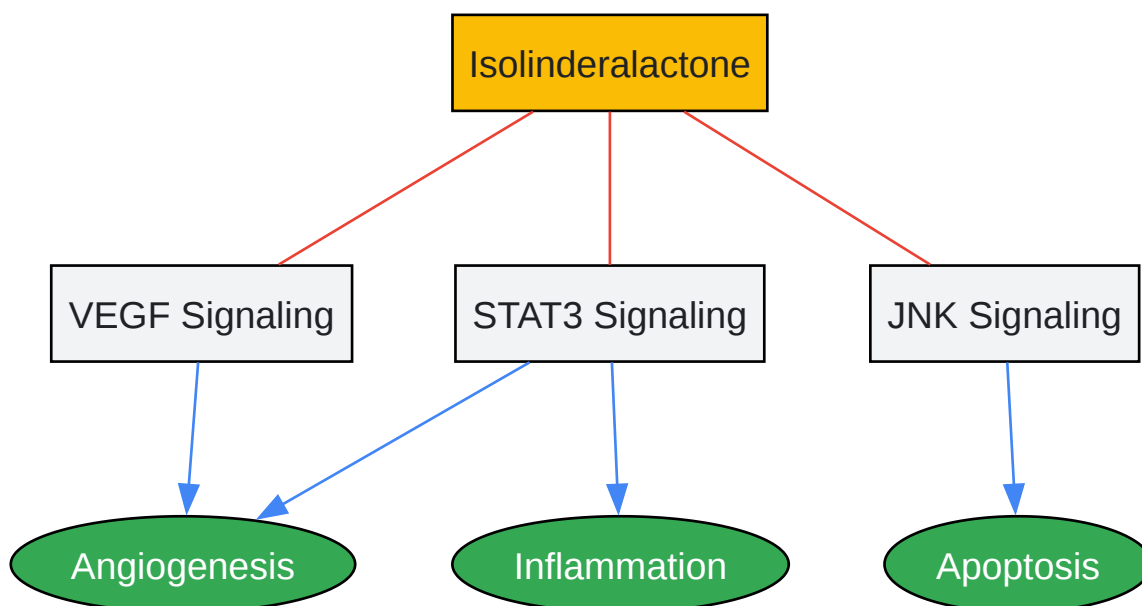 Isolinderalactone
VEGF Signaling
STAT3 Signaling
JNK Signaling
Angiogenesis
Inflammation
Apoptosis